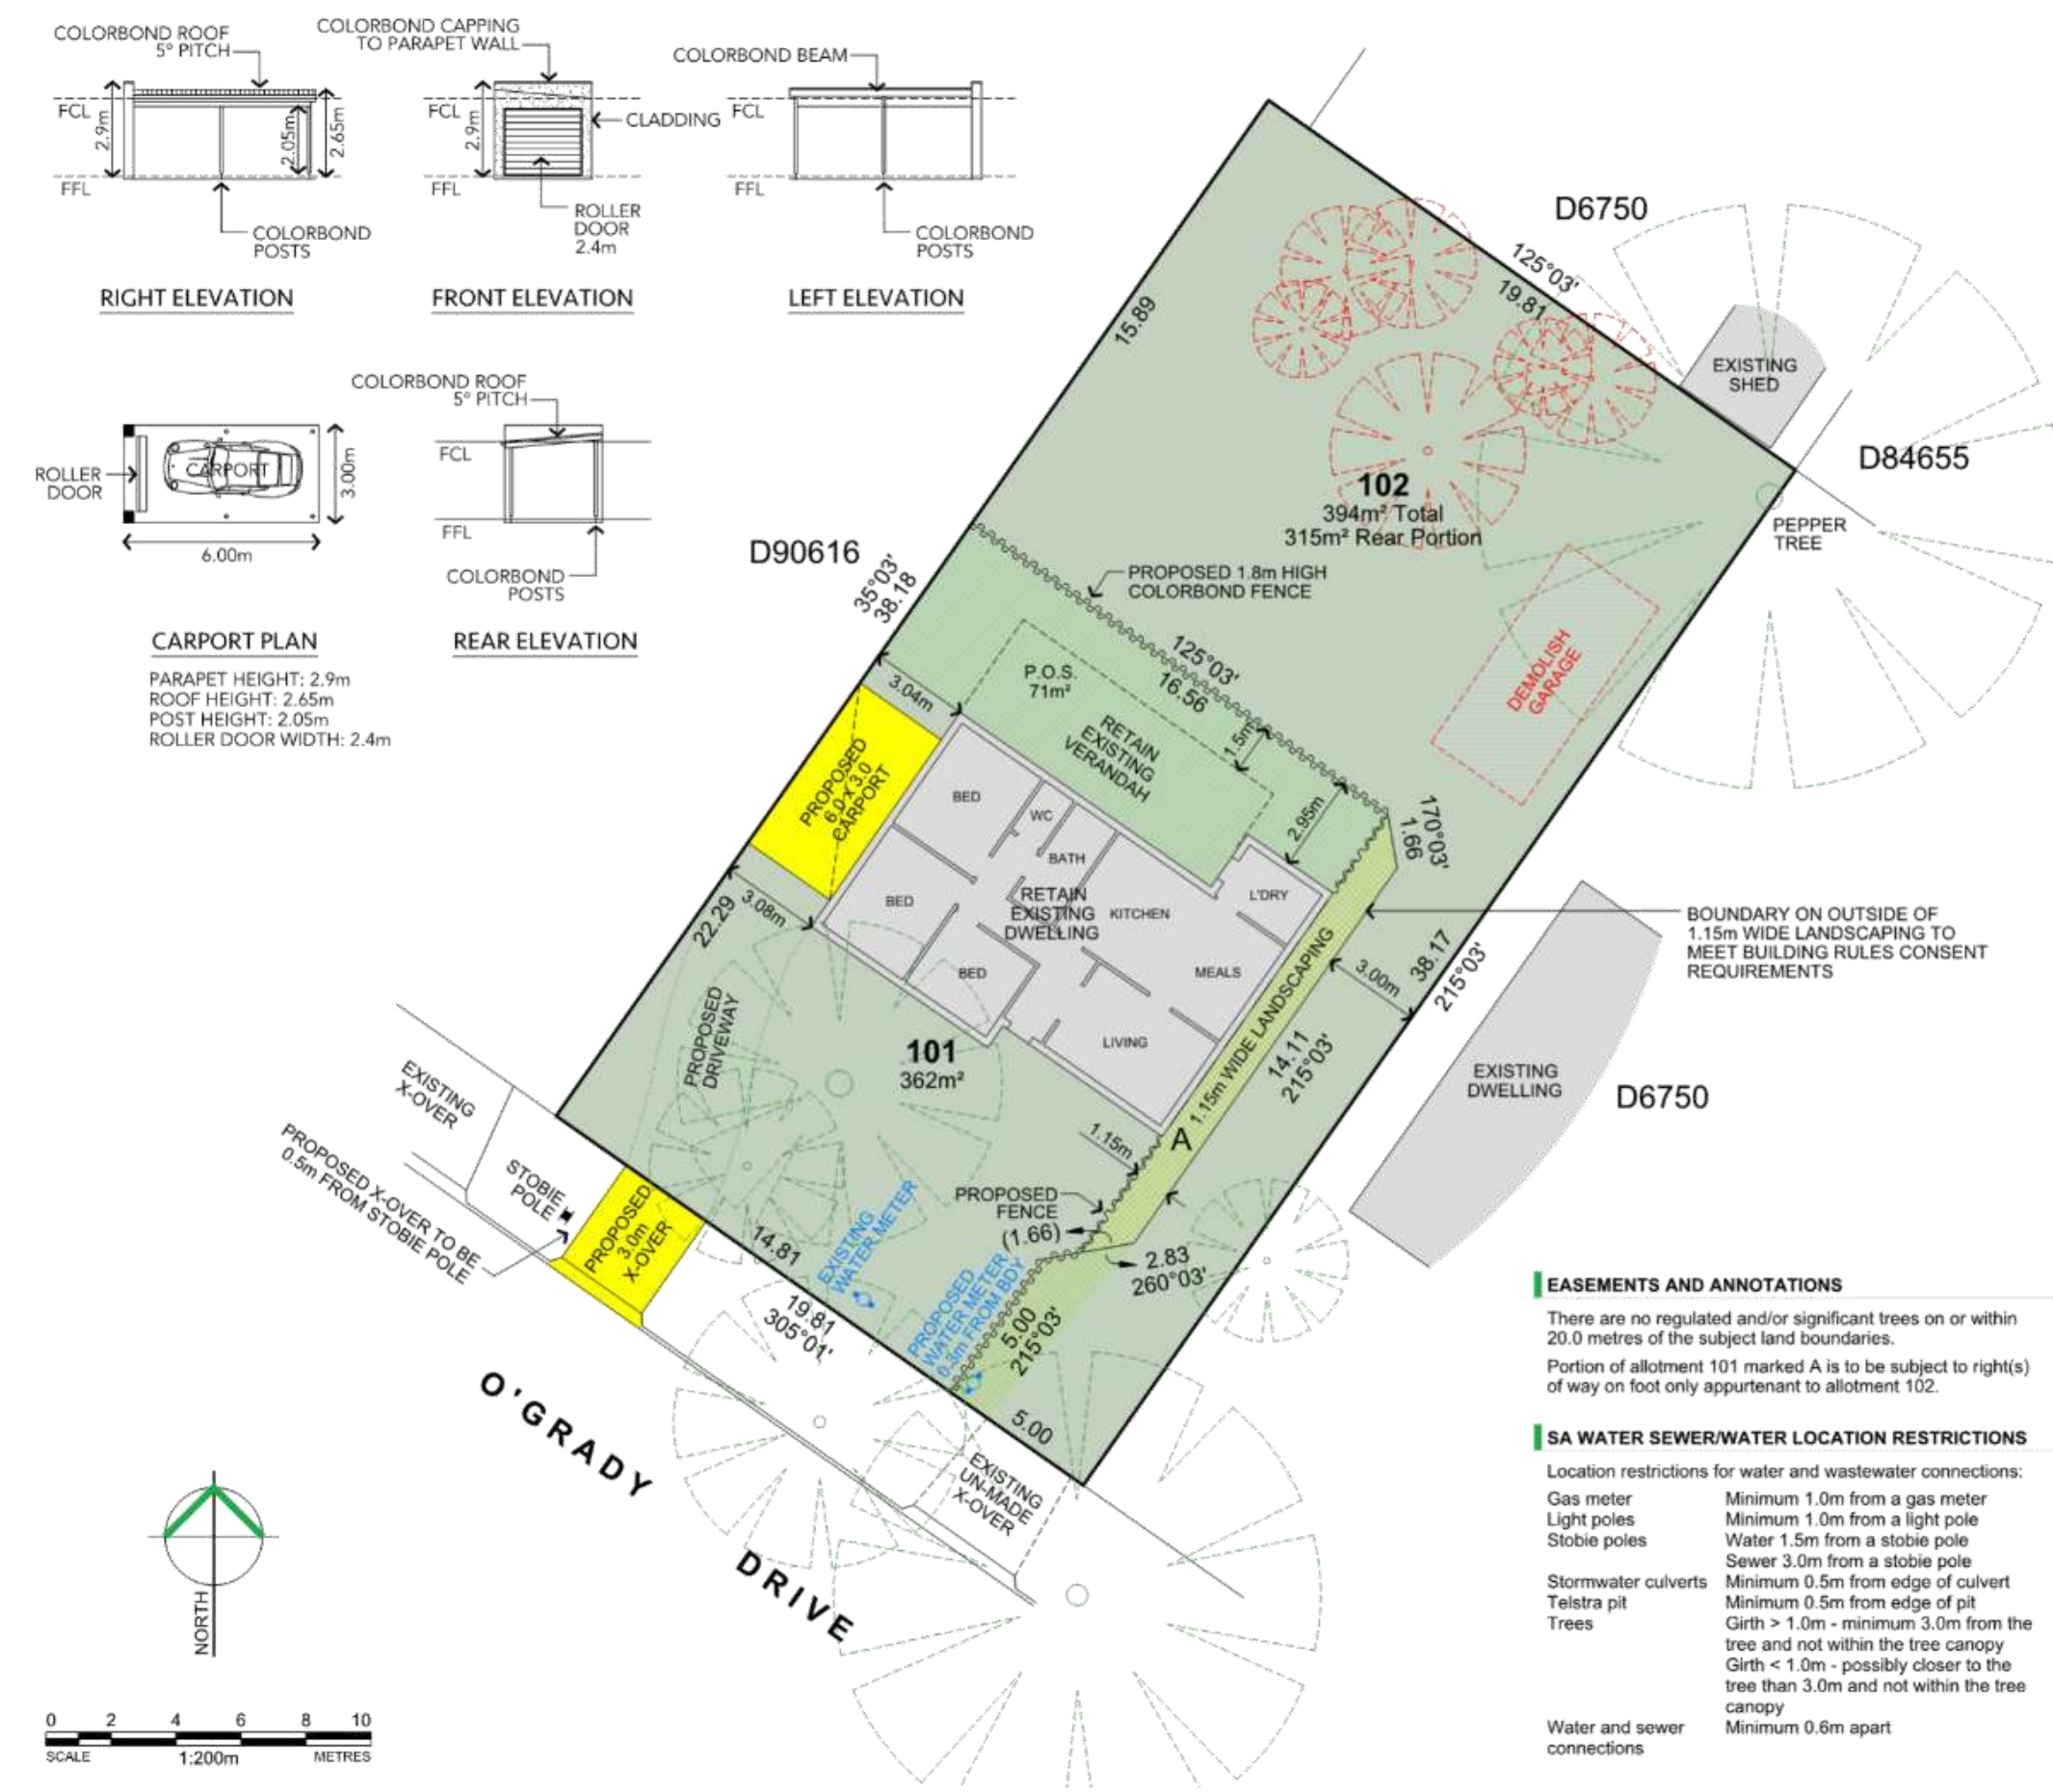 COLORBOND ROOF
5° PITCH
FCL
2.9m
2.05m
2.65m
FFL
COLORBOND
POSTS
RIGHT ELEVATION
COLORBOND CAPPING
TO PARAPET WALL
FCL
2.9m
CLADDING
FFL
ROLLER
DOOR
2.4m
FRONT ELEVATION
COLORBOND BEAM
FCL
FFL
COLORBOND
POSTS
LEFT ELEVATION
ROLLER
DOOR
CARPORT
3.00m
6.00m
CARPORT PLAN
PARAPET HEIGHT: 2.9m
ROOF HEIGHT: 2.65m
POST HEIGHT: 2.05m
ROLLER DOOR WIDTH: 2.4m
COLORBOND ROOF
5° PITCH
FCL
FFL
COLORBOND
POSTS
REAR ELEVATION
D6750
125°03'
19.81
15.89
EXISTING
SHED
D84655
PEPPER
TREE
102
394m² Total
315m² Rear Portion
D90616
35°03'
38.18
PROPOSED 1.8m HIGH
COLORBOND FENCE
125°03'
16.56
DEMOLISH
GARAGE
P.O.S.
71m²
3.04m
RETAIN
EXISTING
VERANDAH
1.5m
2.95m
170°03'
1.66
PROPOSED
6.0 X 3.0
CARPORT
BED
WC
BATH
BED
RETAIN
EXISTING
DWELLING
KITCHEN
L'DRY
BED
MEALS
LIVING
3.08m
22.29
BOUNDARY ON OUTSIDE OF
1.15m WIDE LANDSCAPING TO
MEET BUILDING RULES CONSENT
REQUIREMENTS
1.15m WIDE LANDSCAPING
3.00m
38.17
215°03'
14.11
215°03'
PROPOSED
DRIVEWAY
101
362m²
EXISTING
DWELLING
D6750
EXISTING
X-OVER
PROPOSED X-OVER TO BE
0.5m FROM STOBIE POLE
STOBIE
POLE
PROPOSED
3.0m
X-OVER
1.15m
A
PROPOSED
FENCE
(1.66)
2.83
260°03'
14.81
EXISTING
WATER METER
PROPOSED
WATER METER
0.3m FROM BDY
5.00
215°03'
19.81
305°01'
5.00
EXISTING
UN-MADE
X-OVER
O'GRADY
DRIVE
NORTH
0 2 4 6 8 10
SCALE 1:200m METRES
EASEMENTS AND ANNOTATIONS
There are no regulated and/or significant trees on or within
20.0 metres of the subject land boundaries.
Portion of allotment 101 marked A is to be subject to right(s)
of way on foot only appurtenant to allotment 102.
SA WATER SEWER/WATER LOCATION RESTRICTIONS
Location restrictions for water and wastewater connections:
Gas meter Minimum 1.0m from a gas meter
Light poles Minimum 1.0m from a light pole
Stobie poles Water 1.5m from a stobie pole
Sewer 3.0m from a stobie pole
Stormwater culverts Minimum 0.5m from edge of culvert
Telstra pit Minimum 0.5m from edge of pit
Trees Girth > 1.0m - minimum 3.0m from the
tree and not within the tree canopy
Girth < 1.0m - possibly closer to the
tree than 3.0m and not within the tree
canopy
Water and sewer Minimum 0.6m apart
connections